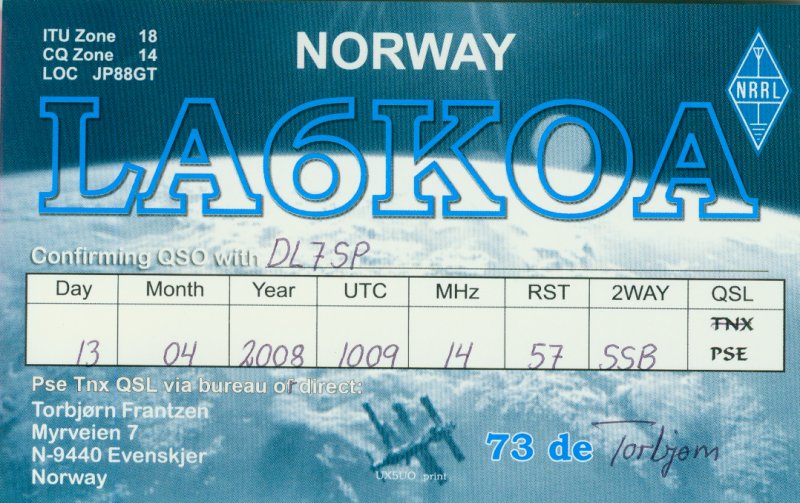 ITU Zone 18
CQ Zone 14
LOC JP88GT
NORWAY
NRRL
LA6KOA
Confirming QSO with DL7SP
Day Month Year UTC MHz RST 2WAY QSL
TNX
13 04 2008 1009 14 57 SSB PSE
Pse Tnx QSL via bureau or direct:
Torbjørn Frantzen
Myrveien 7
N-9440 Evenskjer
Norway
73 de Torbjørn
UX5UO print